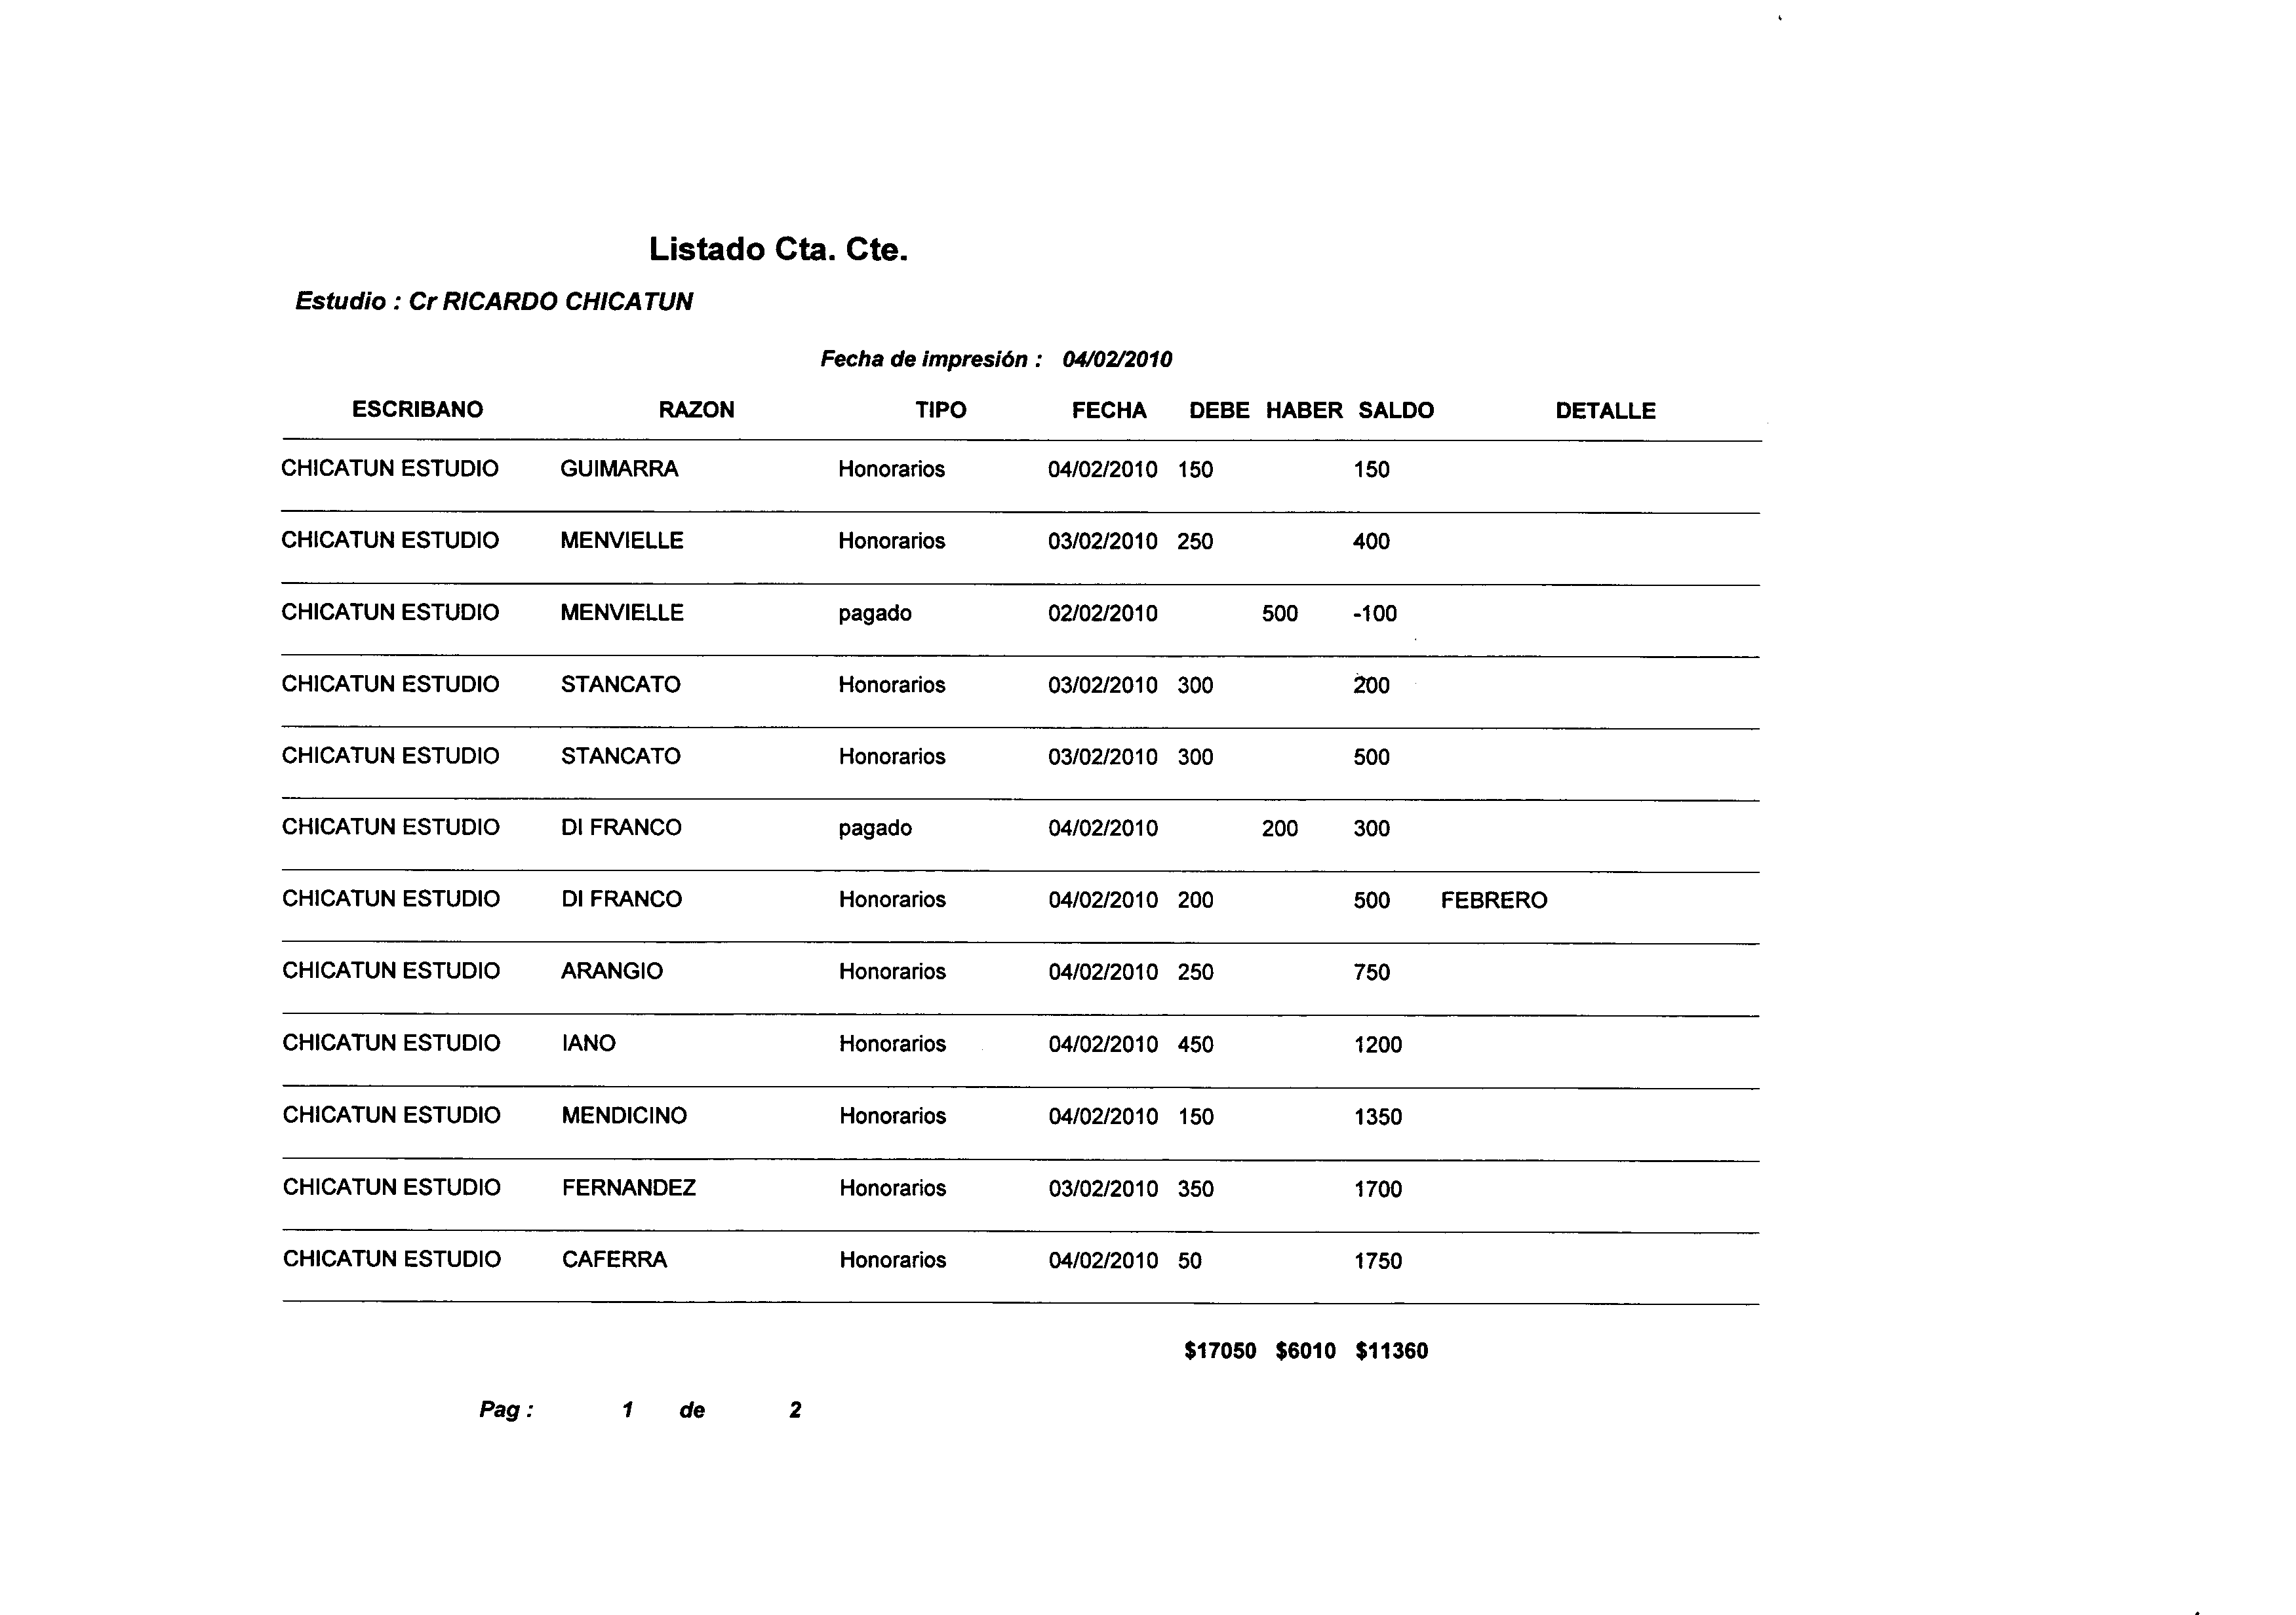 Listado Cta. Cte.
Estudio : Cr RICARDO CHICATUN
Fecha de impresión : 04/02/2010
ESCRIBANO RAZON TIPO FECHA DEBE HABER SALDO DETALLE
CHICATUN ESTUDIO GUIMARRA Honorarios 04/02/2010 150 150
CHICATUN ESTUDIO MENVIELLE Honorarios 03/02/2010 250 400
CHICATUN ESTUDIO MENVIELLE pagado 02/02/2010 500 -100
CHICATUN ESTUDIO STANCATO Honorarios 03/02/2010 300 200
CHICATUN ESTUDIO STANCATO Honorarios 03/02/2010 300 500
CHICATUN ESTUDIO DI FRANCO pagado 04/02/2010 200 300
CHICATUN ESTUDIO DI FRANCO Honorarios 04/02/2010 200 500 FEBRERO
CHICATUN ESTUDIO ARANGIO Honorarios 04/02/2010 250 750
CHICATUN ESTUDIO IANO Honorarios 04/02/2010 450 1200
CHICATUN ESTUDIO MENDICINO Honorarios 04/02/2010 150 1350
CHICATUN ESTUDIO FERNANDEZ Honorarios 03/02/2010 350 1700
CHICATUN ESTUDIO CAFERRA Honorarios 04/02/2010 50 1750
$17050 $6010 $11360
Pag : 1 de 2